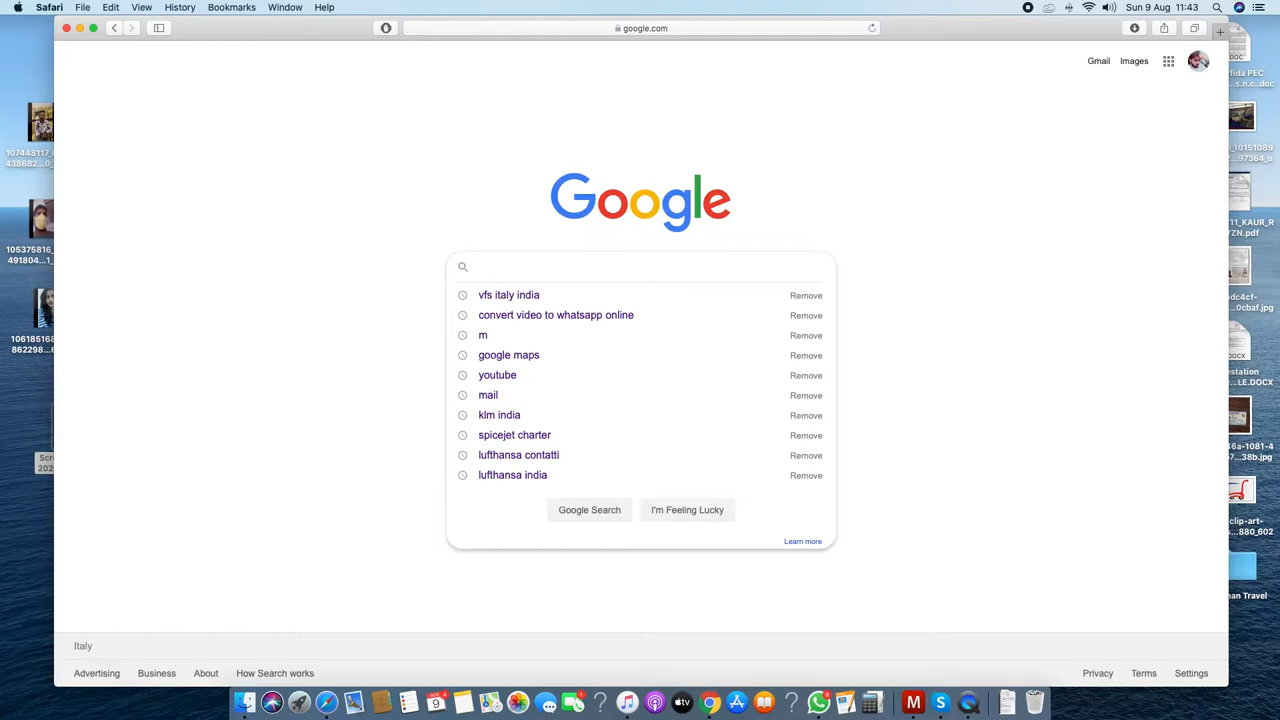 Safari File Edit View History Bookmarks Window Help
Sun 9 Aug 11:43
google.com
Gmail Images
Google
vfs italy india Remove
convert video to whatsapp online Remove
m Remove
google maps Remove
youtube Remove
mail Remove
klm india Remove
spicejet charter Remove
lufthansa contatti Remove
lufthansa india Remove
Google Search I'm Feeling Lucky
Learn more
Italy
Advertising Business About How Search works
Privacy Terms Settings